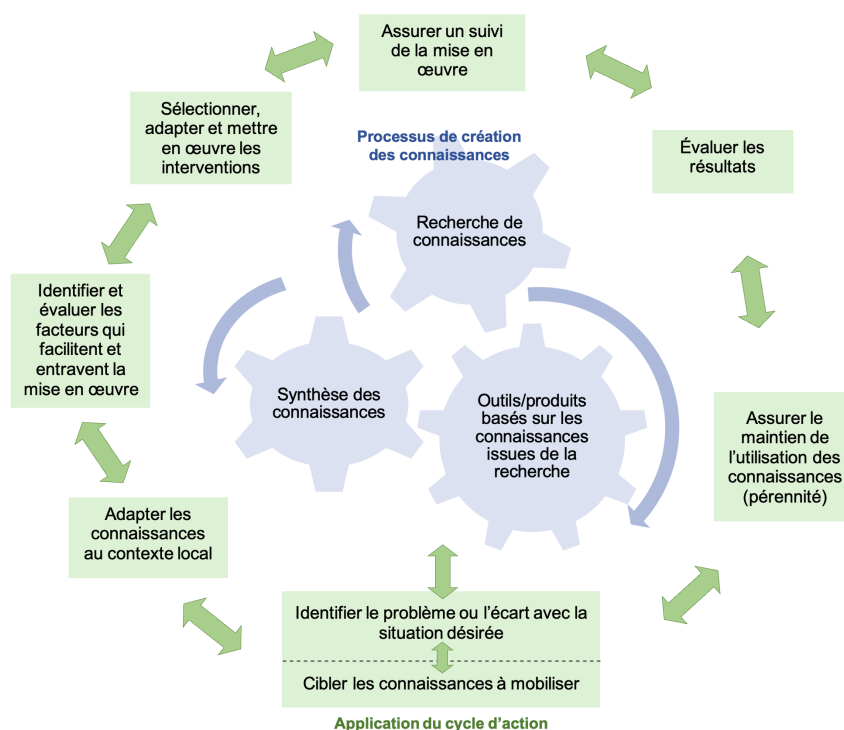 Assurer un suivi
de la mise en
œuvre
Sélectionner,
adapter et mettre
en œuvre les
interventions
Processus de création
des connaissances
Évaluer les
résultats
Recherche de
connaissances
Identifier et
évaluer les
facteurs qui
facilitent et
entravent la
mise en œuvre
Synthèse des
connaissances
Outils/produits
basés sur les
connaissances
issues de la
recherche
Assurer le
maintien de
l’utilisation des
connaissances
(pérennité)
Adapter les
connaissances
au contexte local
Identifier le problème ou l’écart avec la
situation désirée
Cibler les connaissances à mobiliser
Application du cycle d’action